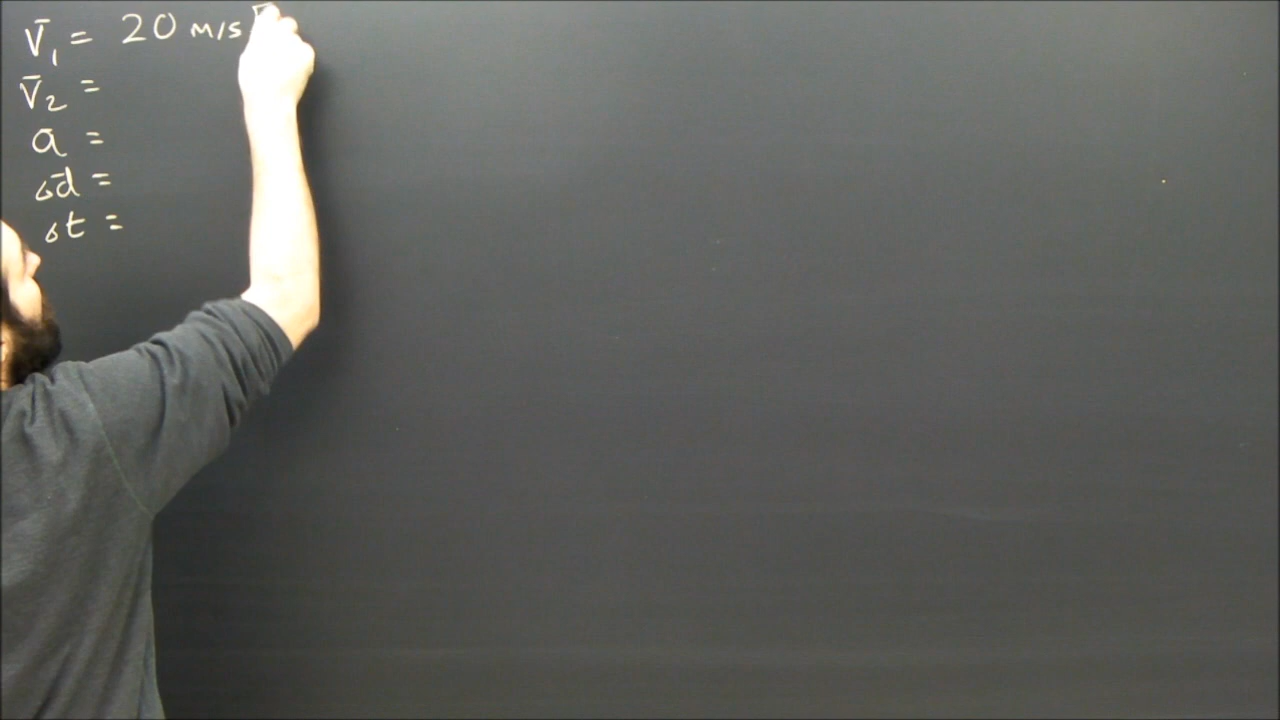 V̄₁ = 20 m/s
V̄₂ =
a =
Δd̄ =
Δt =